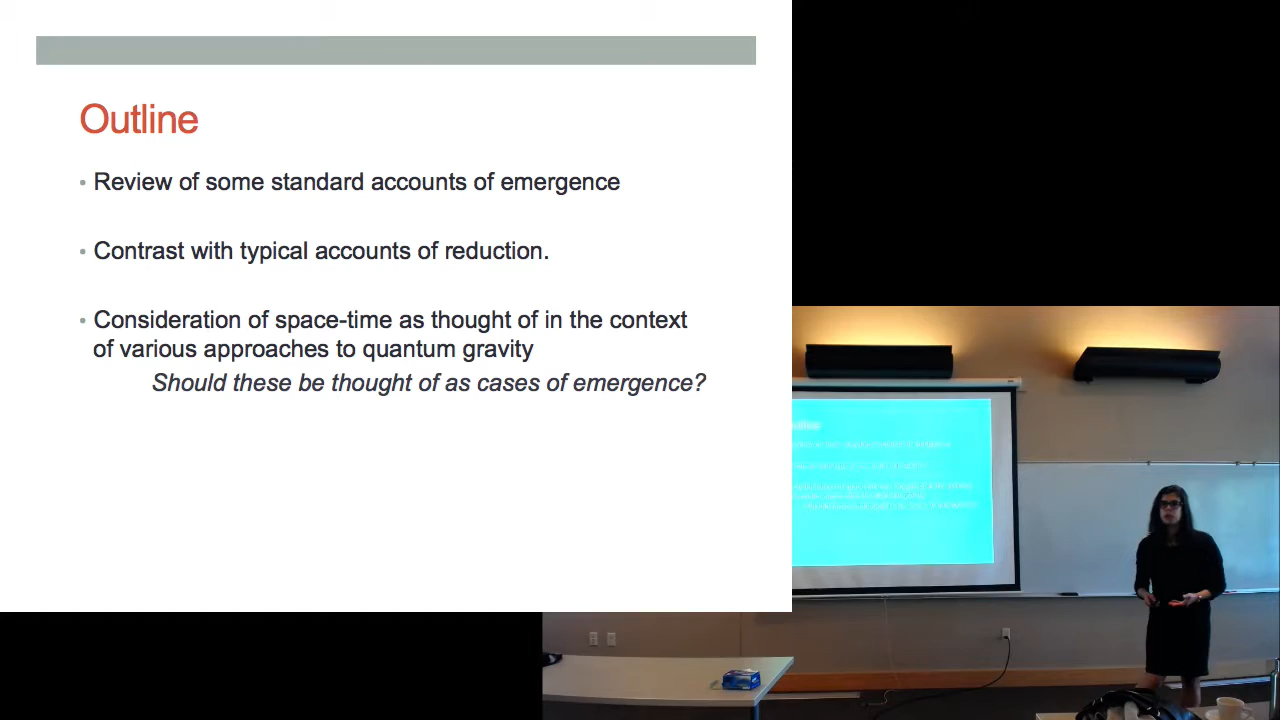 Outline
• Review of some standard accounts of emergence
• Contrast with typical accounts of reduction.
• Consideration of space-time as thought of in the context
of various approaches to quantum gravity
Should these be thought of as cases of emergence?